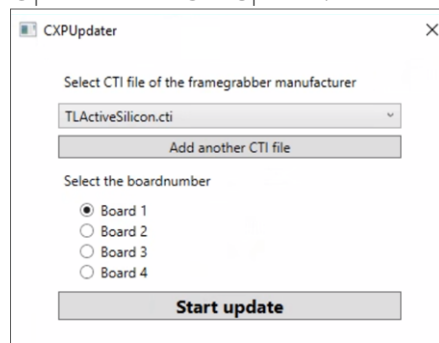 CXPUpdater
Select CTI file of the framegrabber manufacturer
TLActiveSilicon.cti
Add another CTI file
Select the boardnumber
Board 1
Board 2
Board 3
Board 4
Start update